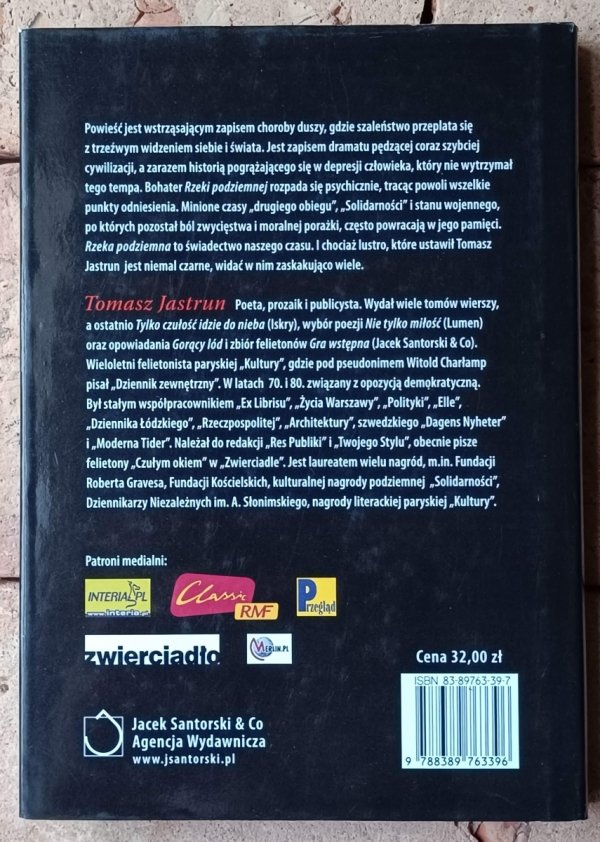 Powieść jest wstrząsającym zapisem choroby duszy, gdzie szaleństwo przeplata się
z trzeźwym widzeniem siebie i świata. Jest zapisem dramatu pędzącej coraz szybciej
cywilizacji, a zarazem historią pogrążającego się w depresji człowieka, który nie wytrzymał
tego tempa. Bohater Rzeki podziemnej rozpada się psychicznie, tracąc powoli wszelkie
punkty odniesienia. Minione czasy „drugiego obiegu”, „Solidarności” i stanu wojennego,
po których pozostał ból zwycięstwa i moralnej porażki, często powracają w jego pamięci.
Rzeka podziemna to świadectwo naszego czasu. I chociaż lustro, które ustawił Tomasz
Jastrun jest niemal czarne, widać w nim zaskakująco wiele.
Tomasz Jastrun Poeta, prozaik i publicysta. Wydał wiele tomów wierszy,
a ostatnio Tylko czułość idzie do nieba (Iskry), wybór poezji Nie tylko miłość (Lumen)
oraz opowiadania Gorący lód i zbiór felietonów Gra wstępna (Jacek Santorski & Co).
Wieloletni felietonista paryskiej „Kultury”, gdzie pod pseudonimem Witold Charłamp
pisał „Dziennik zewnętrzny”. W latach 70. i 80. związany z opozycją demokratyczną.
Był stałym współpracownikiem „Ex Librisu”, „Życia Warszawy”, „Polityki”, „Elle”,
„Dziennika Łódzkiego”, „Rzeczpospolitej”, „Architektury”, szwedzkiego „Dagens Nyheter”
i „Moderna Tider”. Należał do redakcji „Res Publiki” i „Twojego Stylu”, obecnie pisze
felietony „Czułym okiem” w „Zwierciadle”. Jest laureatem wielu nagród, m.in. Fundacji
Roberta Gravesa, Fundacji Kościelskich, kulturalnej nagrody podziemnej „Solidarności”,
Dziennikarzy Niezależnych im. A. Słonimskiego, nagrody literackiej paryskiej „Kultury”.
Patroni medialni:
INTERIA.PL
www.interia.pl
Classic
RMF
Przegląd
zwierciadło
MERLIN.PL
Cena 32,00 zł
ISBN 83-89763-39-7
9 788389 763396
Jacek Santorski & Co
Agencja Wydawnicza
www.jsantorski.pl